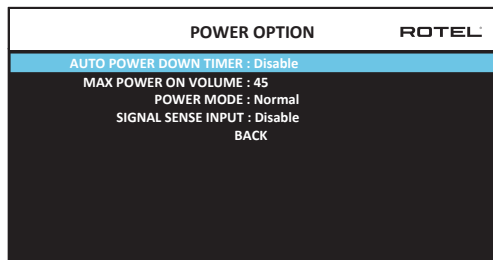 POWER OPTION ROTEL
AUTO POWER DOWN TIMER : Disable
MAX POWER ON VOLUME : 45
POWER MODE : Normal
SIGNAL SENSE INPUT : Disable
BACK